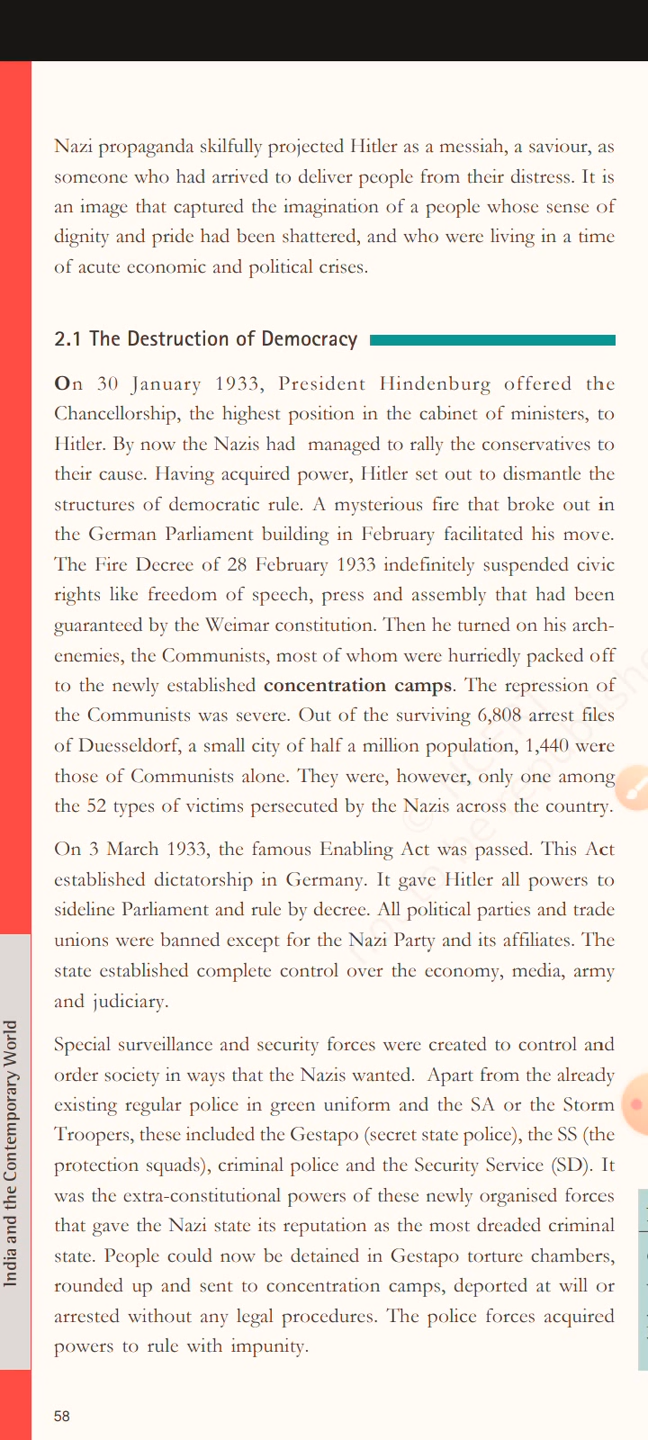 Nazi propaganda skilfully projected Hitler as a messiah, a saviour, as
someone who had arrived to deliver people from their distress. It is
an image that captured the imagination of a people whose sense of
dignity and pride had been shattered, and who were living in a time
of acute economic and political crises.
2.1 The Destruction of Democracy
On 30 January 1933, President Hindenburg offered the
Chancellorship, the highest position in the cabinet of ministers, to
Hitler. By now the Nazis had managed to rally the conservatives to
their cause. Having acquired power, Hitler set out to dismantle the
structures of democratic rule. A mysterious fire that broke out in
the German Parliament building in February facilitated his move.
The Fire Decree of 28 February 1933 indefinitely suspended civic
rights like freedom of speech, press and assembly that had been
guaranteed by the Weimar constitution. Then he turned on his arch-
enemies, the Communists, most of whom were hurriedly packed off
to the newly established concentration camps. The repression of
the Communists was severe. Out of the surviving 6,808 arrest files
of Duesseldorf, a small city of half a million population, 1,440 were
those of Communists alone. They were, however, only one among
the 52 types of victims persecuted by the Nazis across the country.
On 3 March 1933, the famous Enabling Act was passed. This Act
established dictatorship in Germany. It gave Hitler all powers to
sideline Parliament and rule by decree. All political parties and trade
unions were banned except for the Nazi Party and its affiliates. The
state established complete control over the economy, media, army
and judiciary.
Special surveillance and security forces were created to control and
order society in ways that the Nazis wanted. Apart from the already
existing regular police in green uniform and the SA or the Storm
Troopers, these included the Gestapo (secret state police), the SS (the
protection squads), criminal police and the Security Service (SD). It
was the extra-constitutional powers of these newly organised forces
that gave the Nazi state its reputation as the most dreaded criminal
state. People could now be detained in Gestapo torture chambers,
rounded up and sent to concentration camps, deported at will or
arrested without any legal procedures. The police forces acquired
powers to rule with impunity.
India and the Contemporary World
58